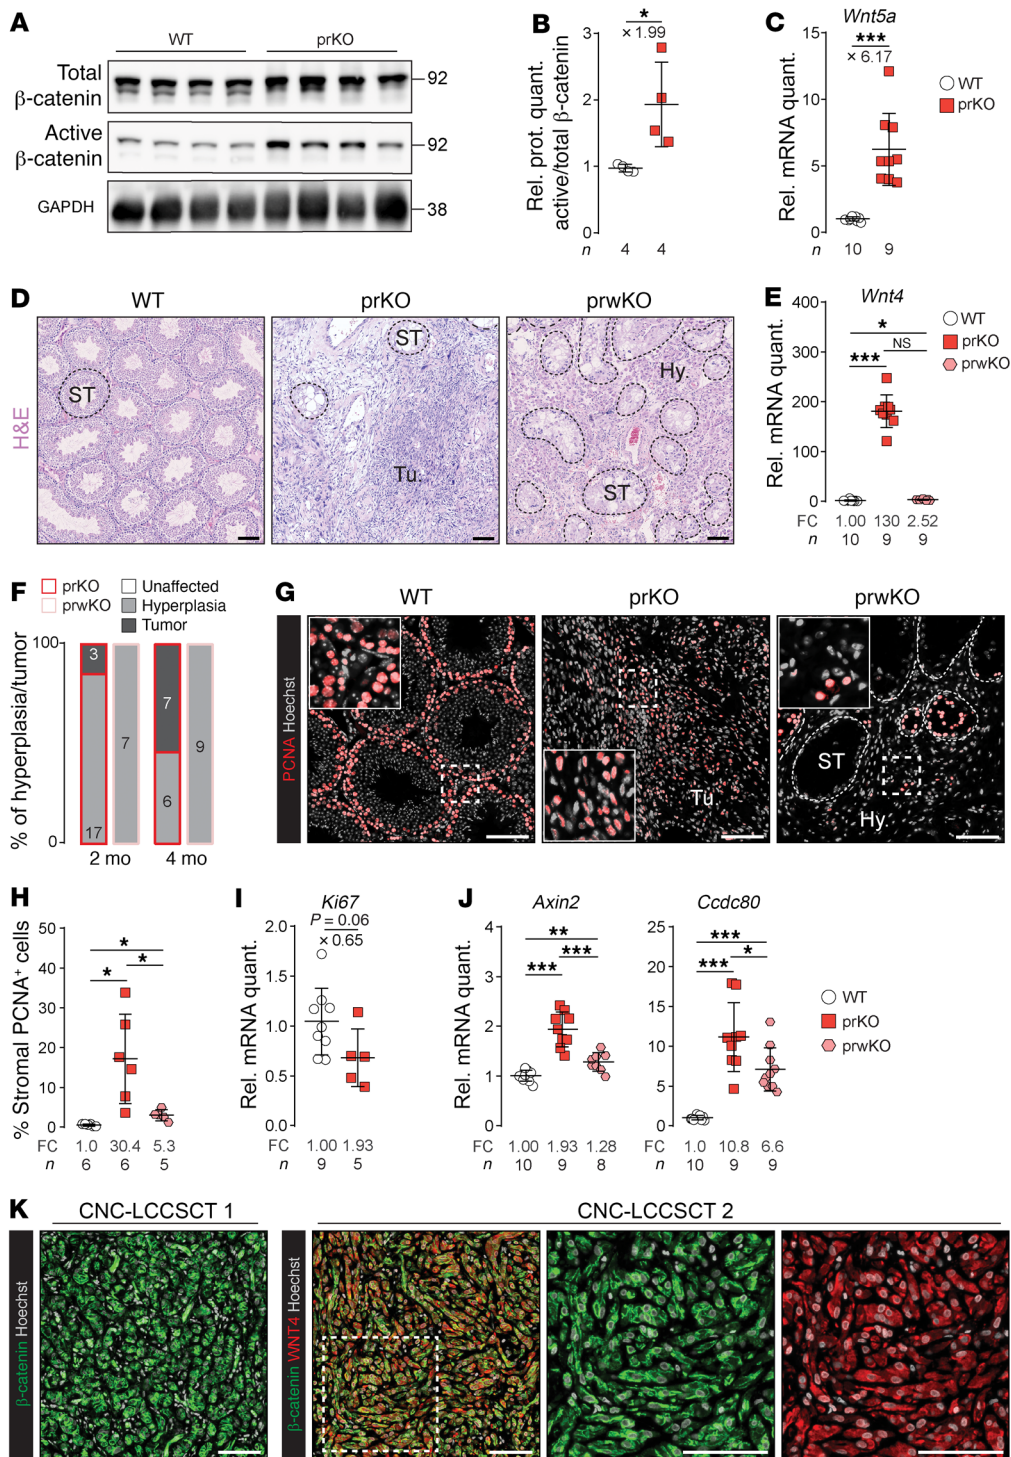 A
WT
prKO
Total
β-catenin
92
Active
β-catenin
92
GAPDH
38
B
*
× 1.99
Rel. prot. quant.
active/total β-catenin
3
2
1
0
n
4
4
C
Wnt5a
***
× 6.17
Rel. mRNA quant.
15
10
5
0
n
10
9
WT
prKO
D
WT
prKO
prwKO
H&E
ST
ST
Tu.
Hy.
ST
E
Wnt4
Rel. mRNA quant.
400
300
200
100
0
*
NS
***
FC
1.00
130
2.52
n
10
9
9
WT
prKO
prwKO
F
prKO
prwKO
Unaffected
Hyperplasia
Tumor
% of hyperplasia/tumor
100
0
3
17
7
7
6
9
2 mo
4 mo
G
WT
prKO
prwKO
PCNA Hoechst
Tu
ST
Hy.
H
% Stromal PCNA+ cells
50
40
30
20
10
0
*
*
*
FC
1.0
30.4
5.3
n
6
6
5
I
Ki67
P = 0.06
× 0.65
Rel. mRNA quant.
2.0
1.5
1.0
0.5
0.0
1.00
1.93
n
9
5
J
Axin2
Rel. mRNA quant.
4
3
2
1
0
**
***
***
FC
1.00
1.93
1.28
n
10
9
8
Ccdc80
25
20
15
10
5
0
***
***
*
FC
1.0
10.8
6.6
n
10
9
9
WT
prKO
prwKO
K
CNC-LCCSCT 1
CNC-LCCSCT 2
β-catenin Hoechst
β-catenin WNT4 Hoechst